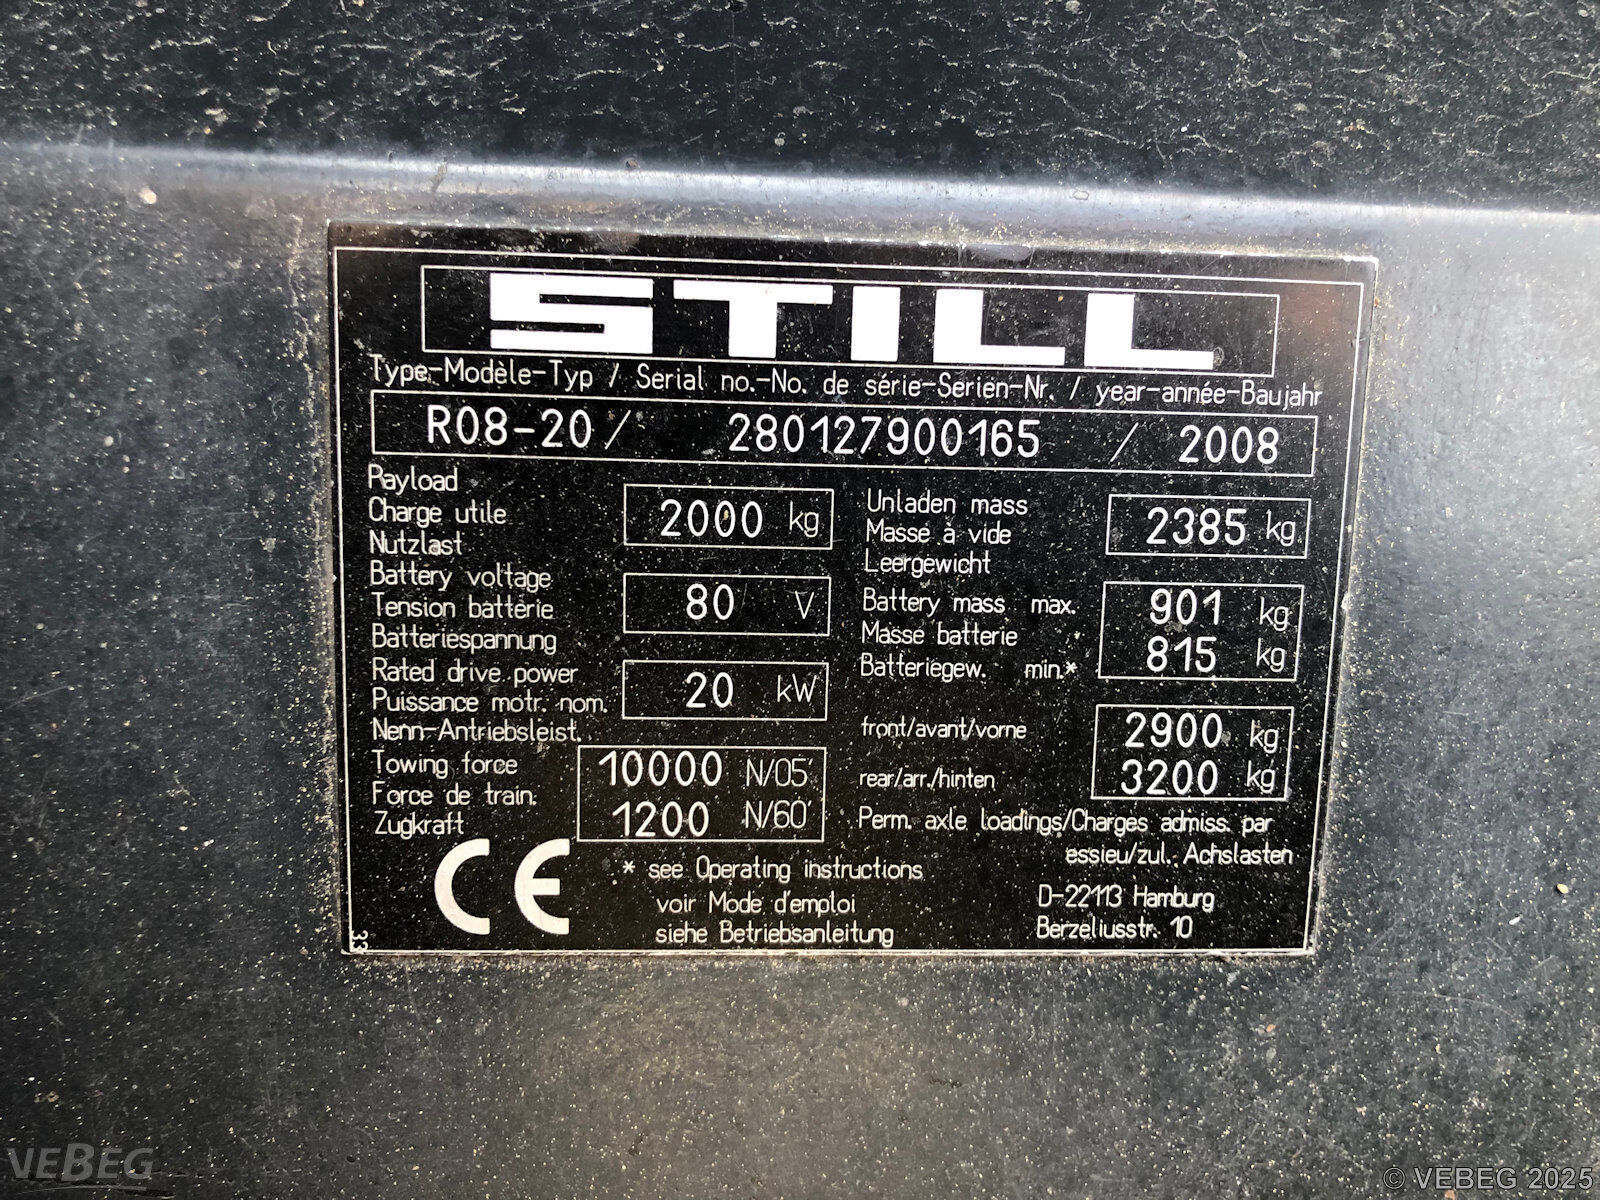 STILL
Type-Modèle-Typ / Serial no.-No. de série-Serien-Nr. / year-année-Baujahr
R08-20 / 280127900165 / 2008
Payload
Charge utile
Nutzlast
2000 kg
Battery voltage
Tension batterie
Batteriespannung
80 V
Rated drive power
Puissance motr. nom.
Nenn-Antriebsleist.
20 kW
Towing force
Force de train.
Zugkraft
10000 N/05'
1200 N/60'
Unladen mass
Masse à vide
Leergewicht
2385 kg
Battery mass max.
Masse batterie
Batteriegew. min.*
901 kg
815 kg
front/avant/vorne
2900 kg
rear/arr./hinten
3200 kg
Perm. axle loadings/Charges admiss. par
essieu/zul. Achslasten
CE
* see Operating instructions
voir Mode d'emploi
siehe Betriebsanleitung
D-22113 Hamburg
Berzeliusstr. 10
33
VEBEG
© VEBEG 2025